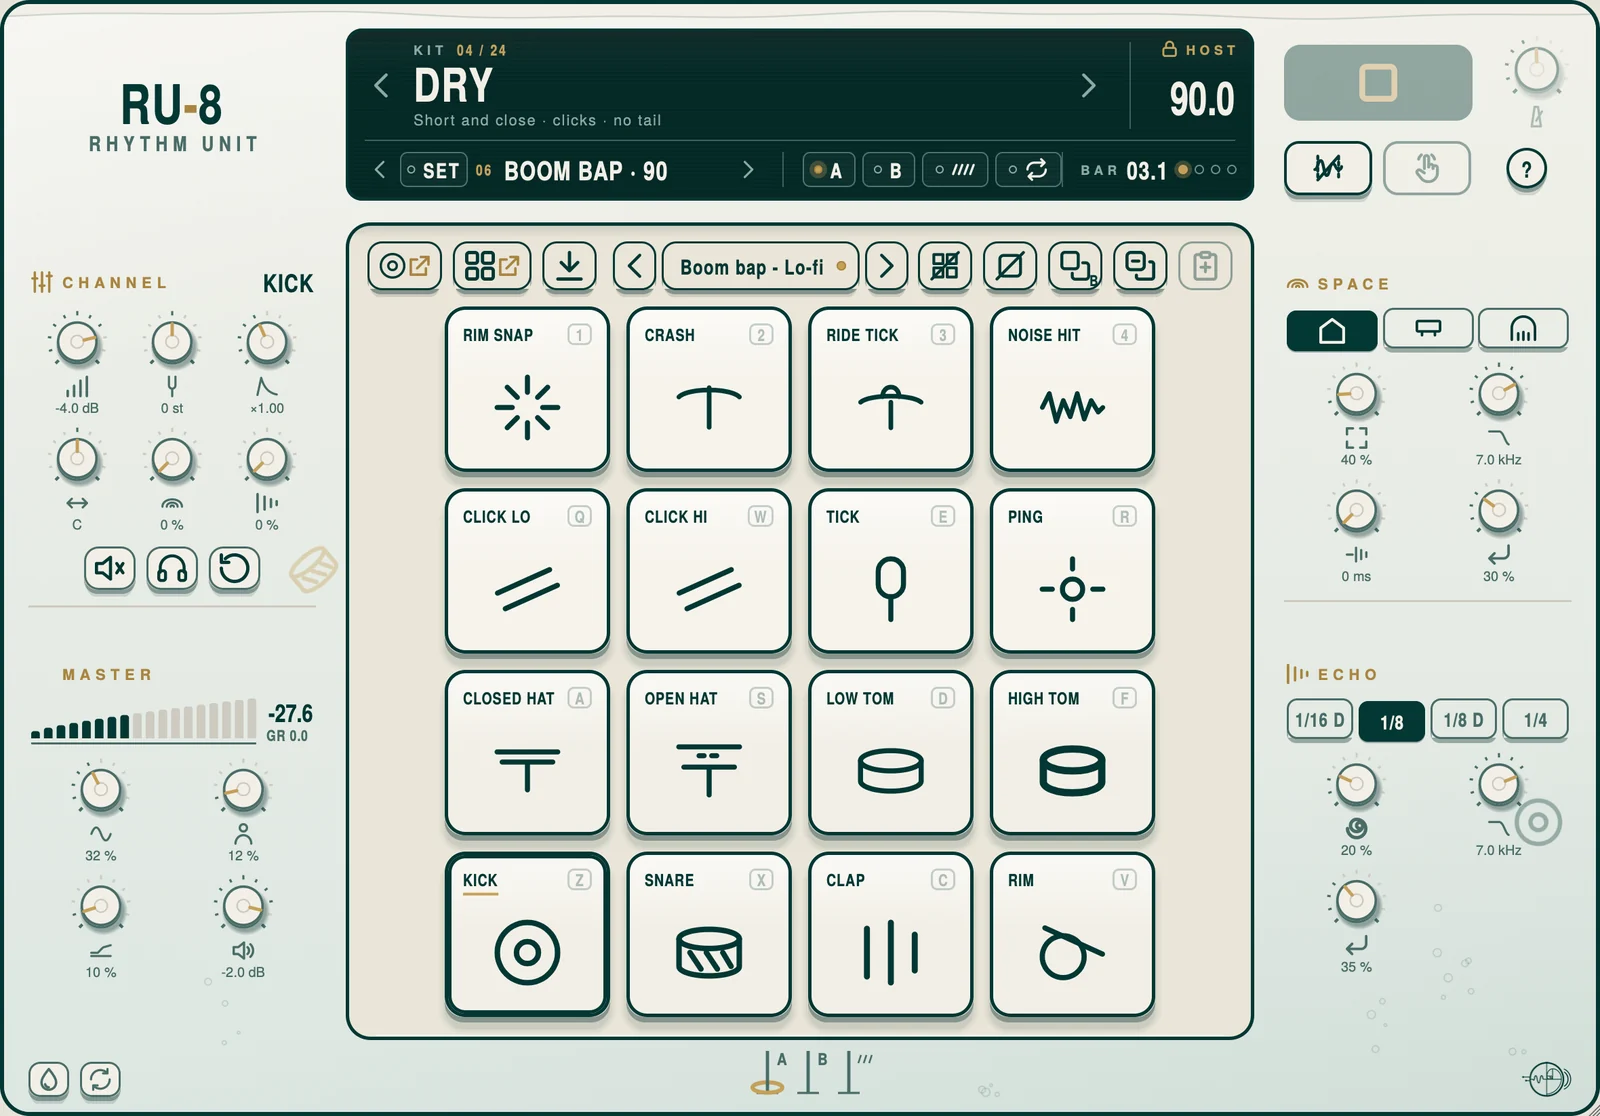 RU-8
RHYTHM UNIT
KIT 04 / 24
DRY
Short and close · clicks · no tail
HOST
90.0
SET 06 BOOM BAP · 90
A B
BAR 03.1
?
CHANNEL KICK
-4.0 dB 0 st ×1.00
C 0 % 0 %
MASTER
-27.6
GR 0.0
32 % 12 %
10 % -2.0 dB
Boom bap - Lo-fi
B
RIM SNAP 1
CRASH 2
RIDE TICK 3
NOISE HIT 4
CLICK LO Q
CLICK HI W
TICK E
PING R
CLOSED HAT A
OPEN HAT S
LOW TOM D
HIGH TOM F
KICK Z
SNARE X
CLAP C
RIM V
A B
SPACE
40 % 7.0 kHz
0 ms 30 %
ECHO
1/16 D 1/8 1/8 D 1/4
20 % 7.0 kHz
35 %